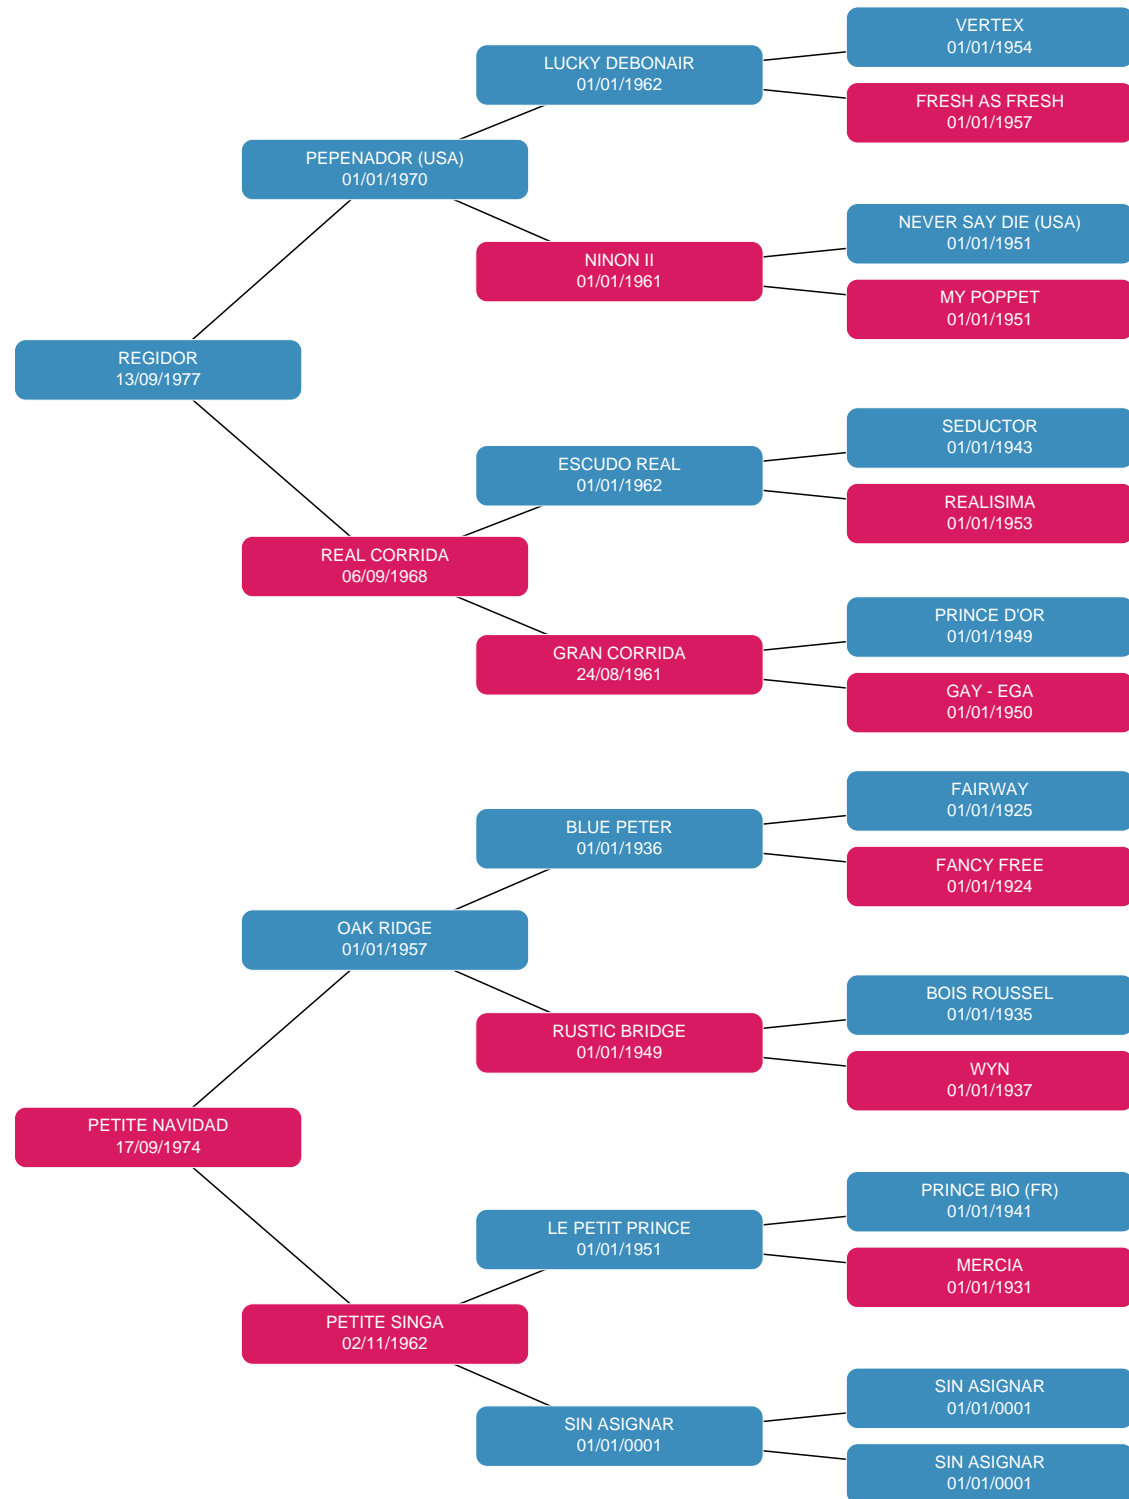 VERTEX
01/01/1954
LUCKY DEBONAIR
01/01/1962
FRESH AS FRESH
01/01/1957
PEPENADOR (USA)
01/01/1970
NEVER SAY DIE (USA)
01/01/1951
NINON II
01/01/1961
MY POPPET
01/01/1951
REGIDOR
13/09/1977
SEDUCTOR
01/01/1943
ESCUDO REAL
01/01/1962
REALISIMA
01/01/1953
REAL CORRIDA
06/09/1968
PRINCE D'OR
01/01/1949
GRAN CORRIDA
24/08/1961
GAY - EGA
01/01/1950
FAIRWAY
01/01/1925
BLUE PETER
01/01/1936
FANCY FREE
01/01/1924
OAK RIDGE
01/01/1957
BOIS ROUSSEL
01/01/1935
RUSTIC BRIDGE
01/01/1949
WYN
01/01/1937
PETITE NAVIDAD
17/09/1974
PRINCE BIO (FR)
01/01/1941
LE PETIT PRINCE
01/01/1951
MERCIA
01/01/1931
PETITE SINGA
02/11/1962
SIN ASIGNAR
01/01/0001
SIN ASIGNAR
01/01/0001
SIN ASIGNAR
01/01/0001